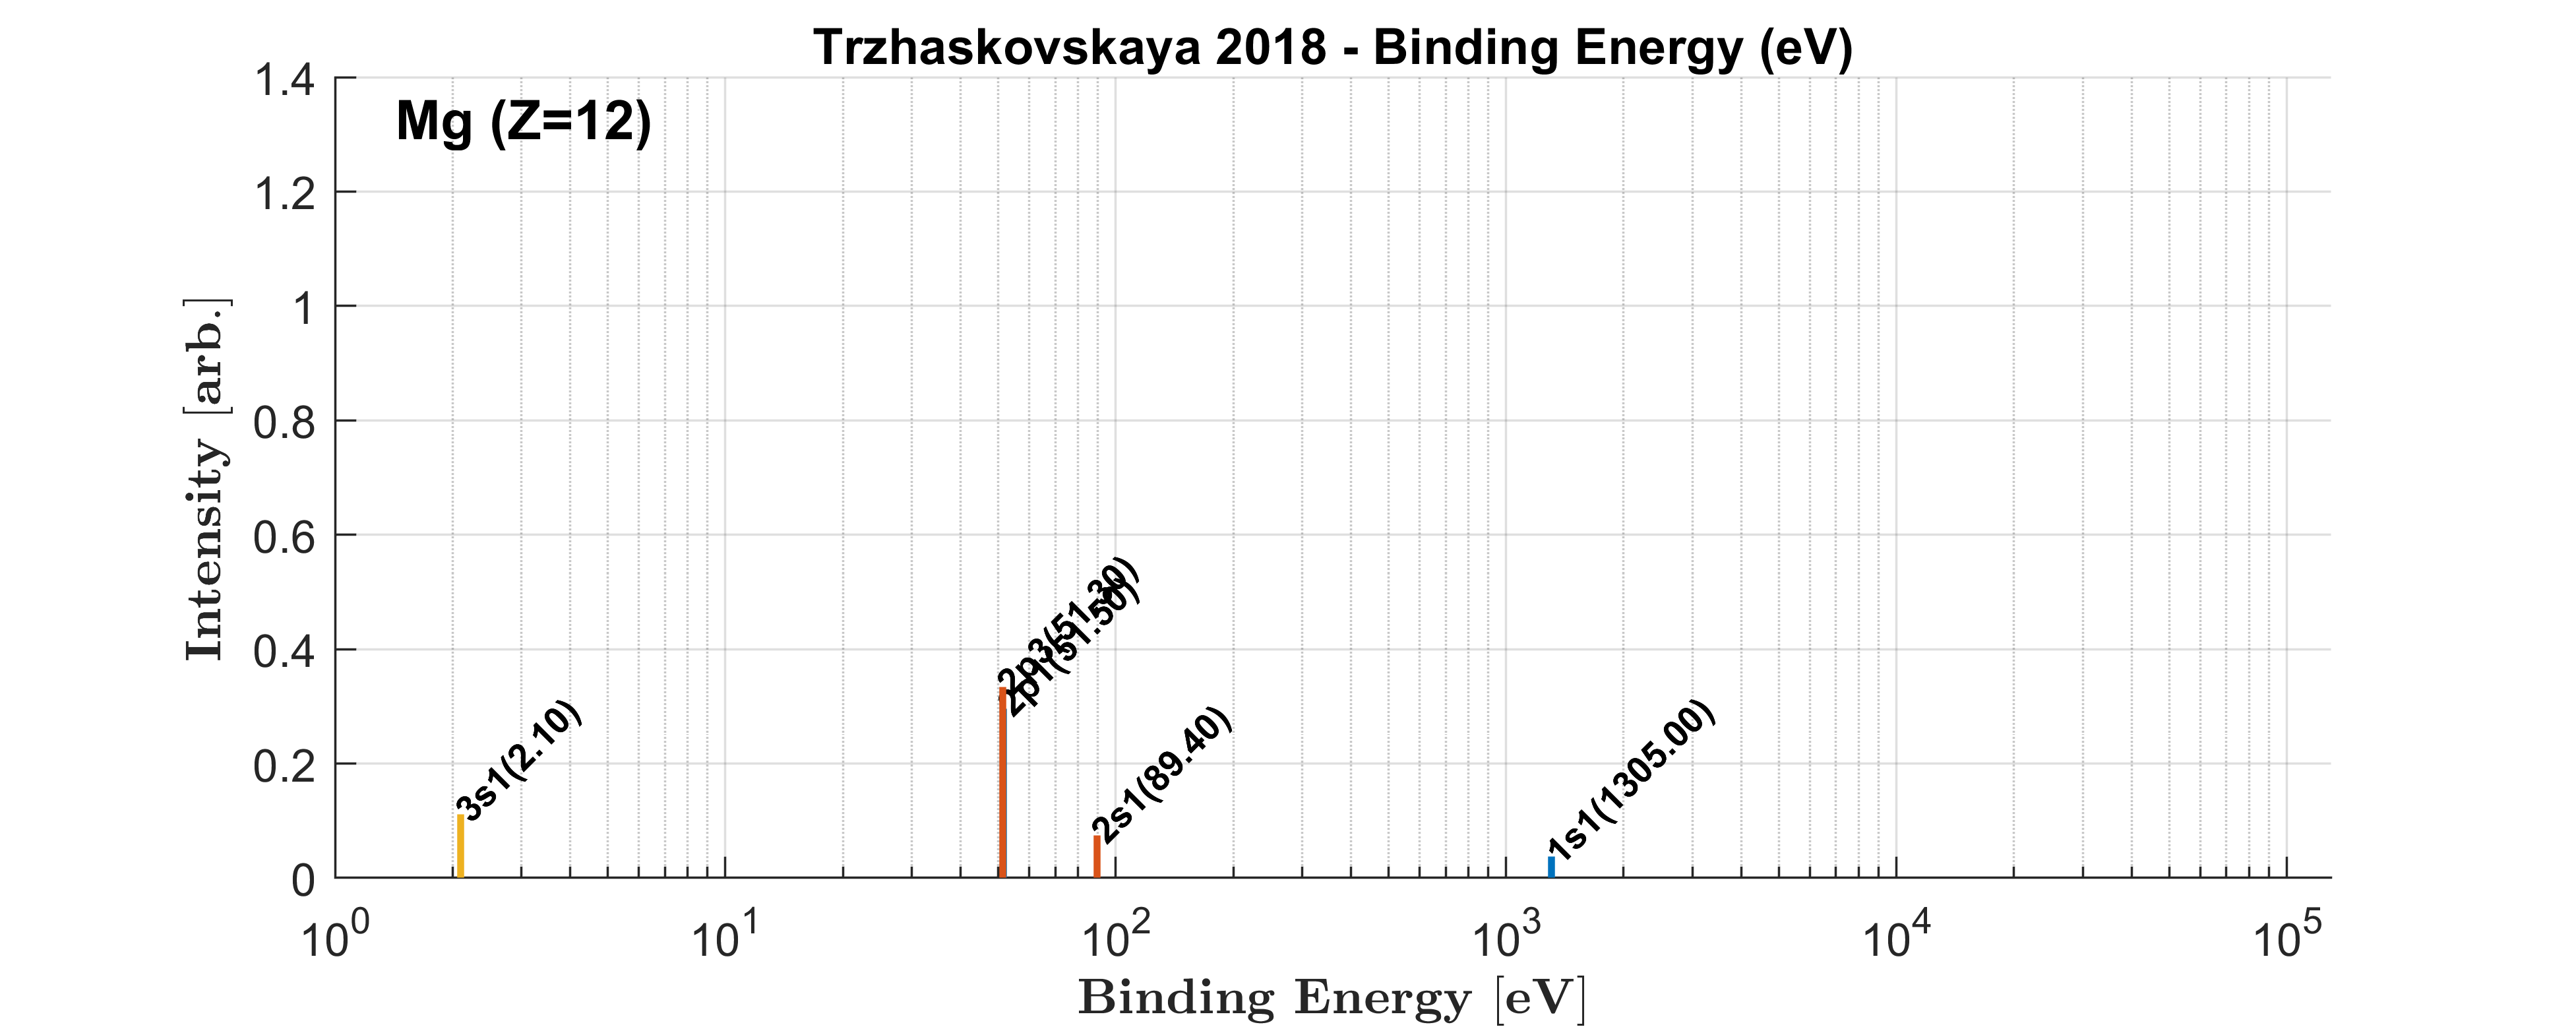 Trzhaskovskaya 2018 - Binding Energy (eV)
Mg (Z=12)
1.4
1.2
1
0.8
0.6
0.4
0.2
0
Intensity [arb.]
3s1(2.10)
2p3(51.30)
2p1(51.50)
2s1(89.40)
1s1(1305.00)
10^0 10^1 10^2 10^3 10^4 10^5
Binding Energy [eV]